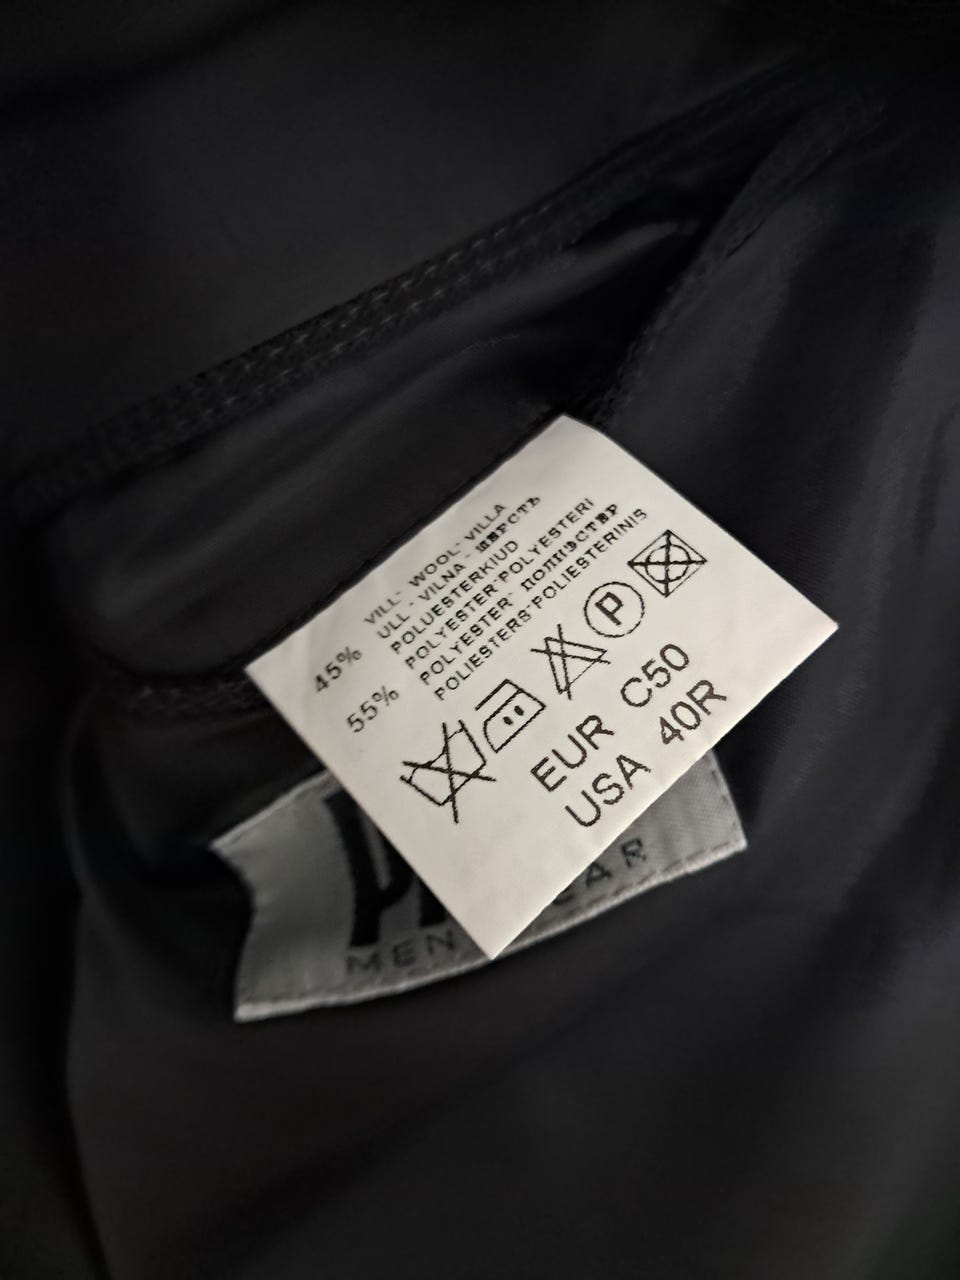 45% VILL - WOOL - VILLA
ULL - VILNA - ШЕРСТЬ
55% POLUESTERKIUD
POLYESTER - POLYESTERI
POLYESTER - ПОЛИЭСТЕР
POLIESTERS - POLIESTERINIS
P
EUR C50
USA 40R
MEN